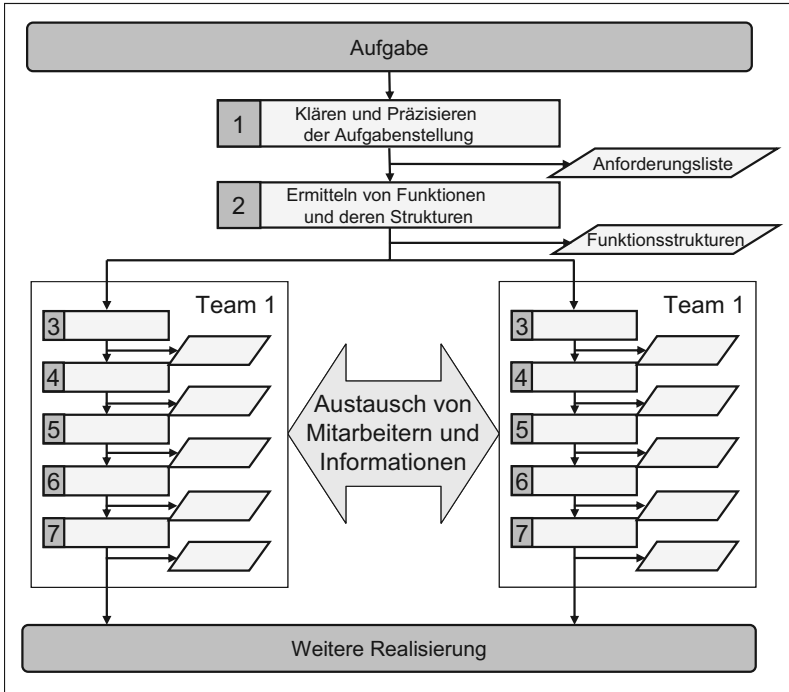 Aufgabe
1
Klären und Präzisieren
der Aufgabenstellung
Anforderungsliste
2
Ermitteln von Funktionen
und deren Strukturen
Funktionsstrukturen
Team 1
3
4
5
6
7
Austausch von
Mitarbeitern und
Informationen
Team 1
3
4
5
6
7
Weitere Realisierung